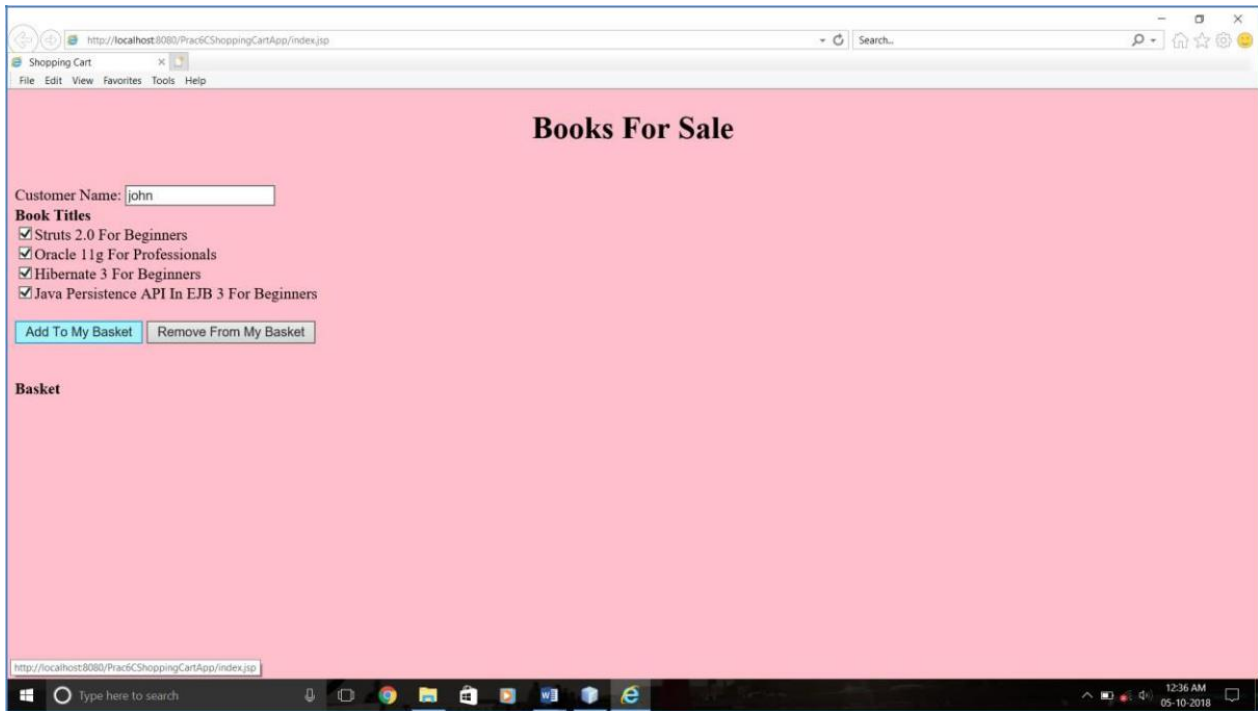 http://localhost:8080/Prac6CShoppingCartApp/index.jsp
Search...
Shopping Cart
File Edit View Favorites Tools Help
Books For Sale
Customer Name: john
Book Titles
Struts 2.0 For Beginners
Oracle 11g For Professionals
Hibernate 3 For Beginners
Java Persistence API In EJB 3 For Beginners
Add To My Basket Remove From My Basket
Basket
http://localhost:8080/Prac6CShoppingCartApp/index.jsp
Type here to search
12:36 AM
05-10-2018